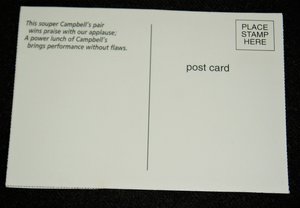 This souper Campbell's pair
wins praise with our applause;
A power lunch of Campbell's
brings performance without flaws.
PLACE
STAMP
HERE
post card